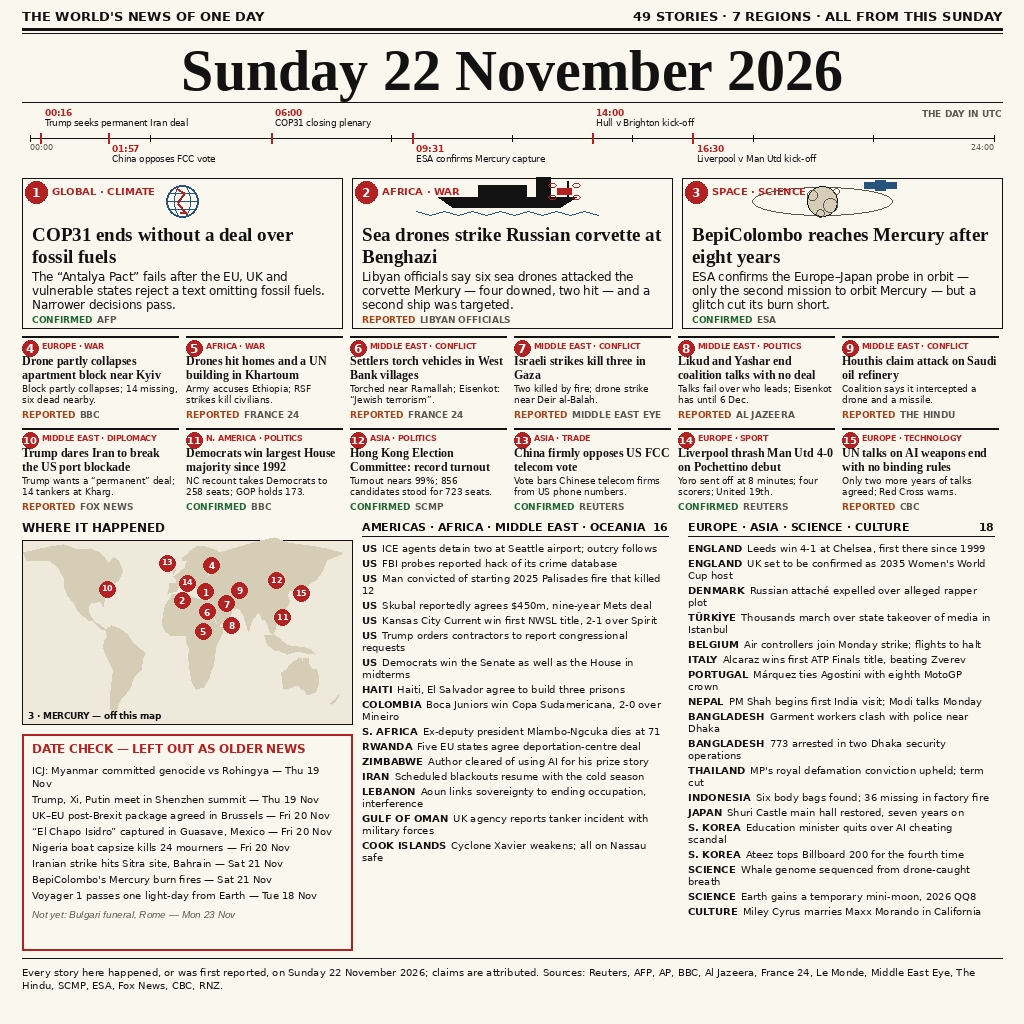 THE WORLD'S NEWS OF ONE DAY
49 STORIES · 7 REGIONS · ALL FROM THIS SUNDAY
Sunday 22 November 2026
THE DAY IN UTC
00:16
Trump seeks permanent Iran deal
06:00
COP31 closing plenary
14:00
Hull v Brighton kick-off
00:00
24:00
01:57
China opposes FCC vote
09:31
ESA confirms Mercury capture
16:30
Liverpool v Man Utd kick-off
1 GLOBAL · CLIMATE
COP31 ends without a deal over
fossil fuels
The “Antalya Pact” fails after the EU, UK and
vulnerable states reject a text omitting fossil fuels.
Narrower decisions pass.
CONFIRMED AFP
2 AFRICA · WAR
Sea drones strike Russian corvette at
Benghazi
Libyan officials say six sea drones attacked the
corvette Merkury — four downed, two hit — and a
second ship was targeted.
REPORTED LIBYAN OFFICIALS
3 SPACE · SCIENCE
BepiColombo reaches Mercury after
eight years
ESA confirms the Europe–Japan probe in orbit —
only the second mission to orbit Mercury — but a
glitch cut its burn short.
CONFIRMED ESA
4 EUROPE · WAR
Drone partly collapses
apartment block near Kyiv
Block partly collapses; 14 missing,
six dead nearby.
REPORTED BBC
5 AFRICA · WAR
Drones hit homes and a UN
building in Khartoum
Army accuses Ethiopia; RSF
strikes kill civilians.
REPORTED FRANCE 24
6 MIDDLE EAST · CONFLICT
Settlers torch vehicles in West
Bank villages
Torched near Ramallah; Eisenkot:
“Jewish terrorism”.
REPORTED FRANCE 24
7 MIDDLE EAST · CONFLICT
Israeli strikes kill three in
Gaza
Two killed by fire; drone strike
near Deir al-Balah.
REPORTED MIDDLE EAST EYE
8 MIDDLE EAST · POLITICS
Likud and Yashar end
coalition talks with no deal
Talks fail over who leads; Eisenkot
has until 6 Dec.
REPORTED AL JAZEERA
9 MIDDLE EAST · CONFLICT
Houthis claim attack on Saudi
oil refinery
Coalition says it intercepted a
drone and a missile.
REPORTED THE HINDU
10 MIDDLE EAST · DIPLOMACY
Trump dares Iran to break
the US port blockade
Trump wants a “permanent” deal;
14 tankers at Kharg.
REPORTED FOX NEWS
11 N. AMERICA · POLITICS
Democrats win largest House
majority since 1992
NC recount takes Democrats to
258 seats; GOP holds 173.
CONFIRMED BBC
12 ASIA · POLITICS
Hong Kong Election
Committee: record turnout
Turnout nears 99%; 856
candidates stood for 723 seats.
CONFIRMED SCMP
13 ASIA · TRADE
China firmly opposes US FCC
telecom vote
Vote bars Chinese telecom firms
from US phone numbers.
CONFIRMED REUTERS
14 EUROPE · SPORT
Liverpool thrash Man Utd 4-0
on Pochettino debut
Yoro sent off at 8 minutes; four
scorers; United 19th.
CONFIRMED REUTERS
15 EUROPE · TECHNOLOGY
UN talks on AI weapons end
with no binding rules
Only two more years of talks
agreed; Red Cross warns.
REPORTED CBC
WHERE IT HAPPENED
13
4
10
14
1
2
9
12
15
6
7
5
8
11
3 · MERCURY — off this map
DATE CHECK — LEFT OUT AS OLDER NEWS
ICJ: Myanmar committed genocide vs Rohingya — Thu 19
Nov
Trump, Xi, Putin meet in Shenzhen summit — Thu 19 Nov
UK–EU post-Brexit package agreed in Brussels — Fri 20 Nov
“El Chapo Isidro” captured in Guasave, Mexico — Fri 20 Nov
Nigeria boat capsize kills 24 mourners — Fri 20 Nov
Iranian strike hits Sitra site, Bahrain — Sat 21 Nov
BepiColombo's Mercury burn fires — Sat 21 Nov
Voyager 1 passes one light-day from Earth — Tue 18 Nov
Not yet: Bulgari funeral, Rome — Mon 23 Nov
AMERICAS · AFRICA · MIDDLE EAST · OCEANIA 16
US ICE agents detain two at Seattle airport; outcry follows
US FBI probes reported hack of its crime database
US Man convicted of starting 2025 Palisades fire that killed
12
US Skubal reportedly agrees $450m, nine-year Mets deal
US Kansas City Current win first NWSL title, 2-1 over Spirit
US Trump orders contractors to report congressional
requests
US Democrats win the Senate as well as the House in
midterms
HAITI Haiti, El Salvador agree to build three prisons
COLOMBIA Boca Juniors win Copa Sudamericana, 2-0 over
Mineiro
S. AFRICA Ex-deputy president Mlambo-Ngcuka dies at 71
RWANDA Five EU states agree deportation-centre deal
ZIMBABWE Author cleared of using AI for his prize story
IRAN Scheduled blackouts resume with the cold season
LEBANON Aoun links sovereignty to ending occupation,
interference
GULF OF OMAN UK agency reports tanker incident with
military forces
COOK ISLANDS Cyclone Xavier weakens; all on Nassau
safe
EUROPE · ASIA · SCIENCE · CULTURE 18
ENGLAND Leeds win 4-1 at Chelsea, first there since 1999
ENGLAND UK set to be confirmed as 2035 Women's World
Cup host
DENMARK Russian attaché expelled over alleged rapper
plot
TÜRKİYE Thousands march over state takeover of media in
Istanbul
BELGIUM Air controllers join Monday strike; flights to halt
ITALY Alcaraz wins first ATP Finals title, beating Zverev
PORTUGAL Márquez ties Agostini with eighth MotoGP
crown
NEPAL PM Shah begins first India visit; Modi talks Monday
BANGLADESH Garment workers clash with police near
Dhaka
BANGLADESH 773 arrested in two Dhaka security
operations
THAILAND MP's royal defamation conviction upheld; term
cut
INDONESIA Six body bags found; 36 missing in factory fire
JAPAN Shuri Castle main hall restored, seven years on
S. KOREA Education minister quits over AI cheating
scandal
S. KOREA Ateez tops Billboard 200 for the fourth time
SCIENCE Whale genome sequenced from drone-caught
breath
SCIENCE Earth gains a temporary mini-moon, 2026 QQ8
CULTURE Miley Cyrus marries Maxx Morando in California
Every story here happened, or was first reported, on Sunday 22 November 2026; claims are attributed. Sources: Reuters, AFP, AP, BBC, Al Jazeera, France 24, Le Monde, Middle East Eye, The
Hindu, SCMP, ESA, Fox News, CBC, RNZ.